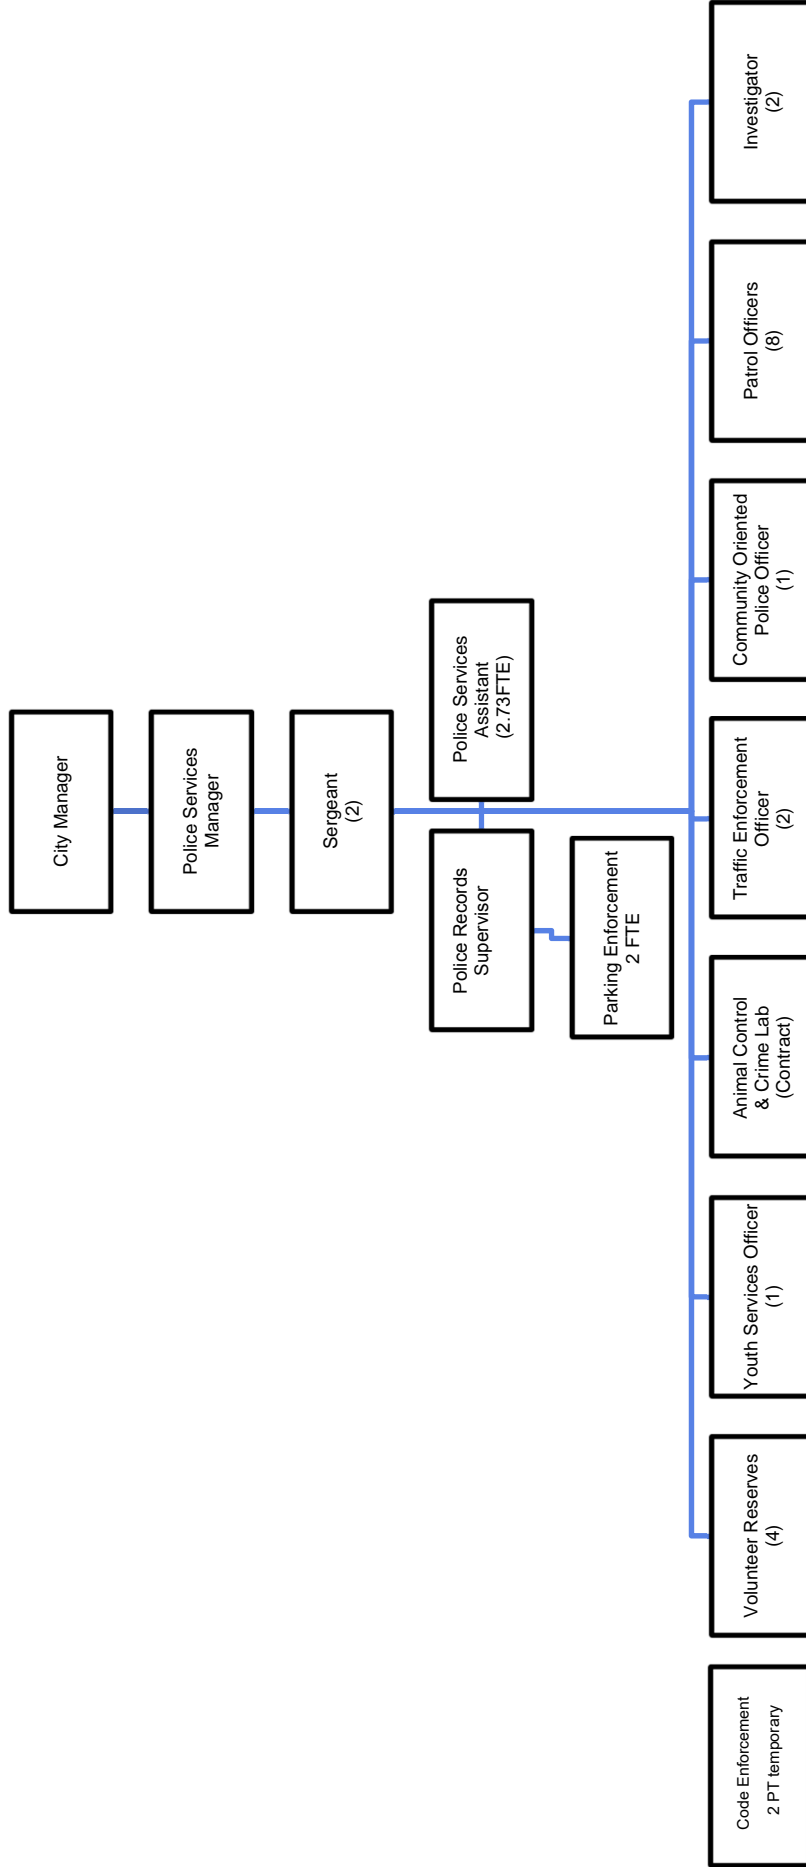 City Manager
Police Services
Manager
Sergeant
(2)
Police Records
Supervisor
Police Services
Assistant
(2.73FTE)
Parking Enforcement
2 FTE
Code Enforcement
2 PT temporary
Volunteer Reserves
(4)
Youth Services Officer
(1)
Animal Control
& Crime Lab
(Contract)
Traffic Enforcement
Officer
(2)
Community Oriented
Police Officer
(1)
Patrol Officers
(8)
Investigator
(2)